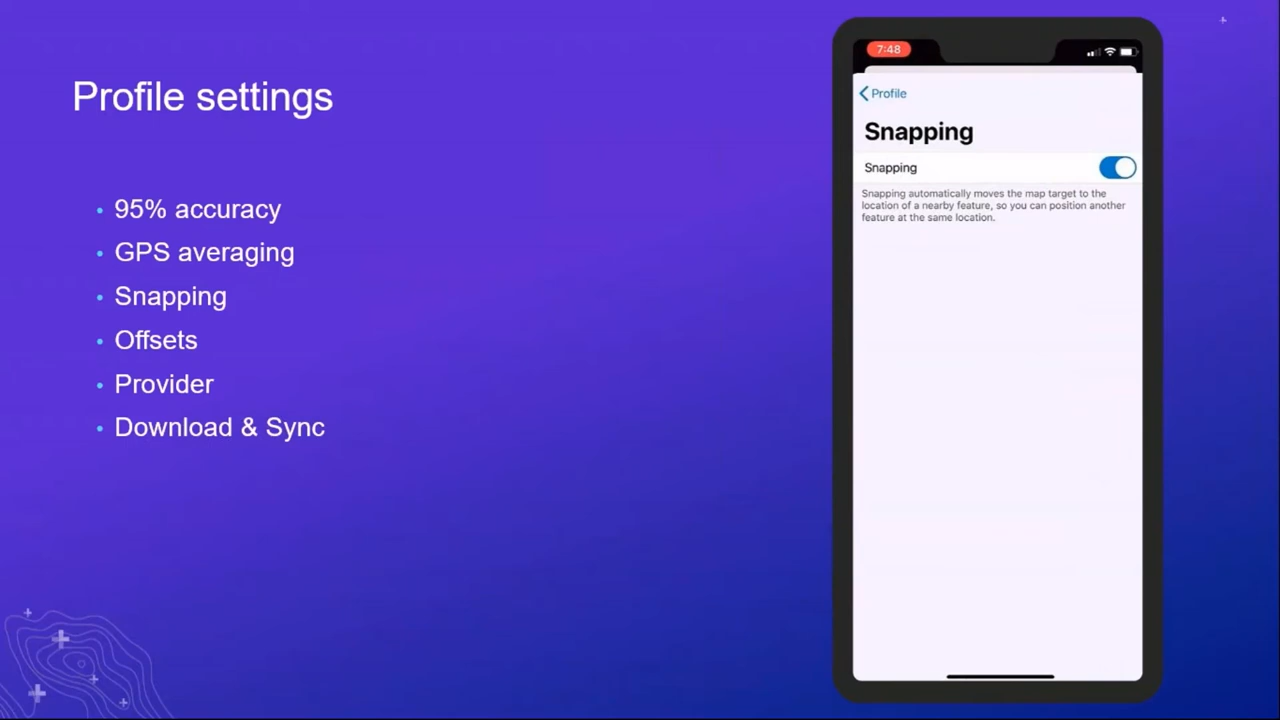 Profile settings
• 95% accuracy
• GPS averaging
• Snapping
• Offsets
• Provider
• Download & Sync
7:48
Profile
Snapping
Snapping
Snapping automatically moves the map target to the
location of a nearby feature, so you can position another
feature at the same location.